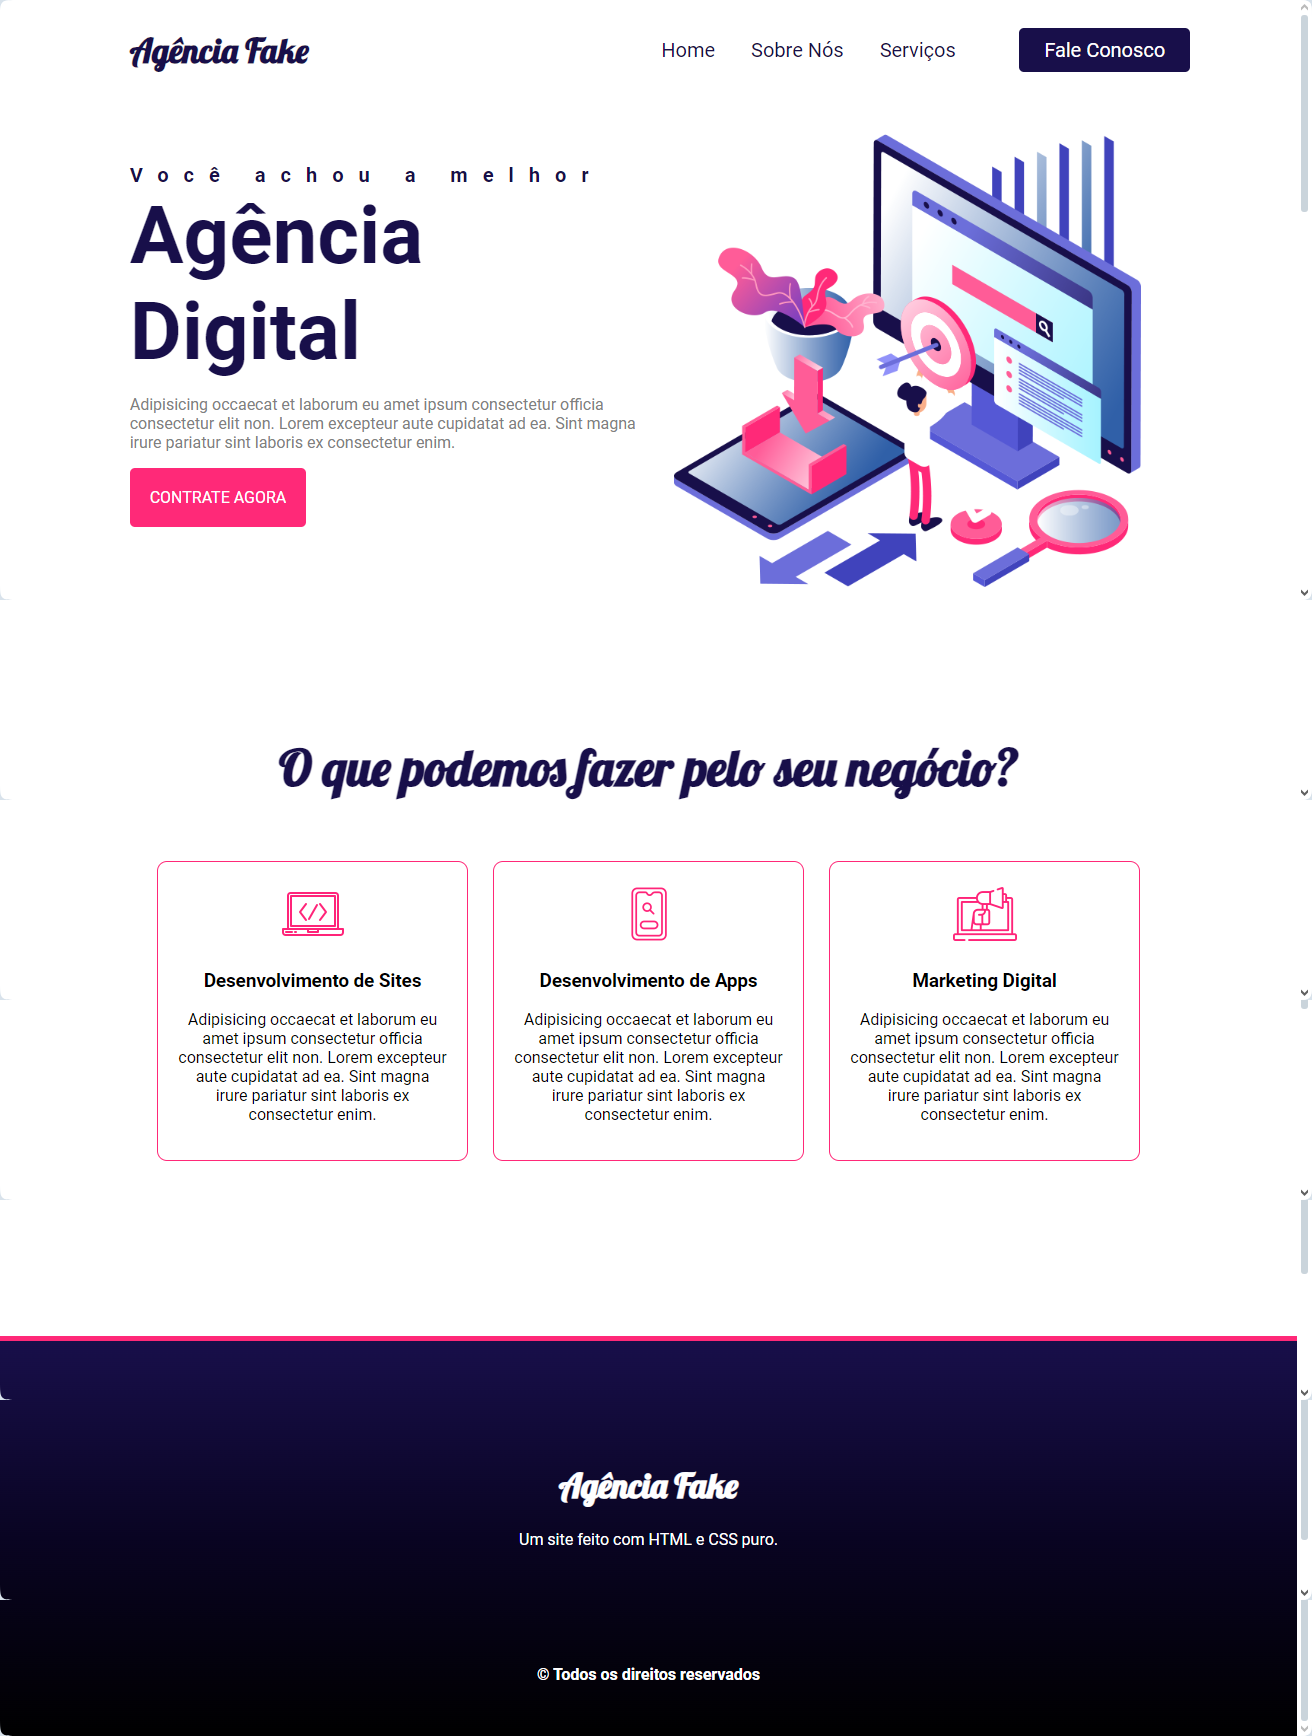 Agência Fake
Home Sobre Nós Serviços Fale Conosco
Você achou a melhor
Agência
Digital
Adipisicing occaecat et laborum eu amet ipsum consectetur officia
consectetur elit non. Lorem excepteur aute cupidatat ad ea. Sint magna
irure pariatur sint laboris ex consectetur enim.
CONTRATE AGORA
O que podemos fazer pelo seu negócio?
Desenvolvimento de Sites
Adipisicing occaecat et laborum eu
amet ipsum consectetur officia
consectetur elit non. Lorem excepteur
aute cupidatat ad ea. Sint magna
irure pariatur sint laboris ex
consectetur enim.
Desenvolvimento de Apps
Adipisicing occaecat et laborum eu
amet ipsum consectetur officia
consectetur elit non. Lorem excepteur
aute cupidatat ad ea. Sint magna
irure pariatur sint laboris ex
consectetur enim.
Marketing Digital
Adipisicing occaecat et laborum eu
amet ipsum consectetur officia
consectetur elit non. Lorem excepteur
aute cupidatat ad ea. Sint magna
irure pariatur sint laboris ex
consectetur enim.
Agência Fake
Um site feito com HTML e CSS puro.
© Todos os direitos reservados